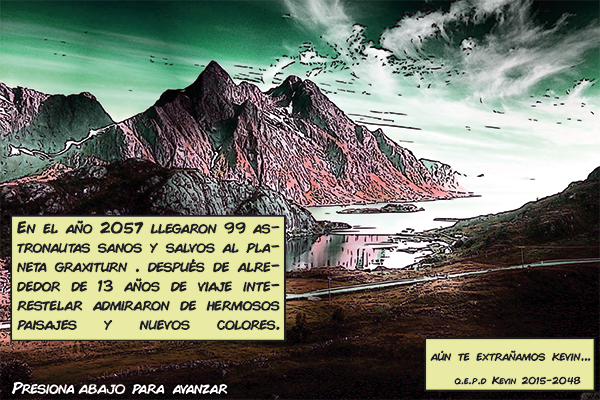 En el año 2057 llegaron 99 as-
tronautas sanos y salvos al pla-
neta graxiturn . después de alre-
dedor de 13 años de viaje inte-
restelar admiraron de hermosos
paisajes y nuevos colores.
aún te extrañamos kevin...
q.e.p.d Kevin 2015-2048
Presiona abajo para avanzar